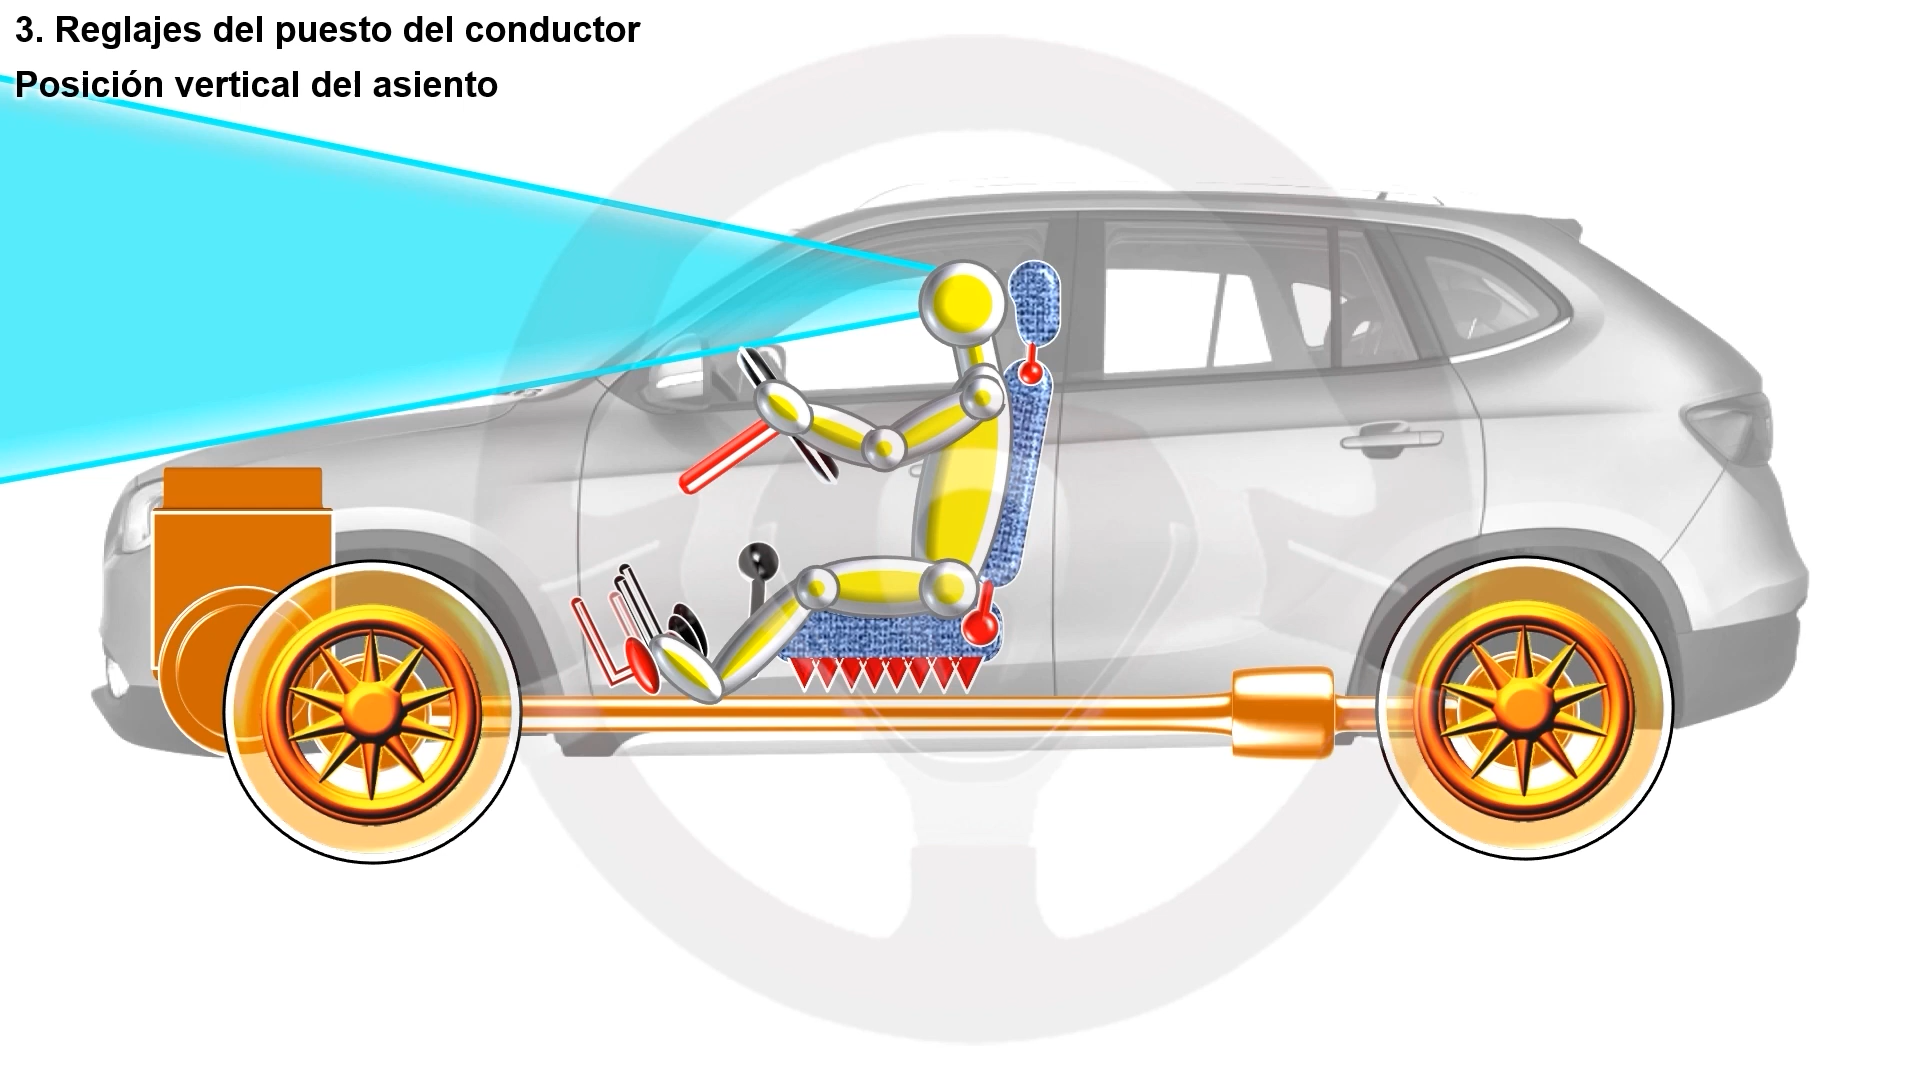 3. Reglajes del puesto del conductor
Posición vertical del asiento